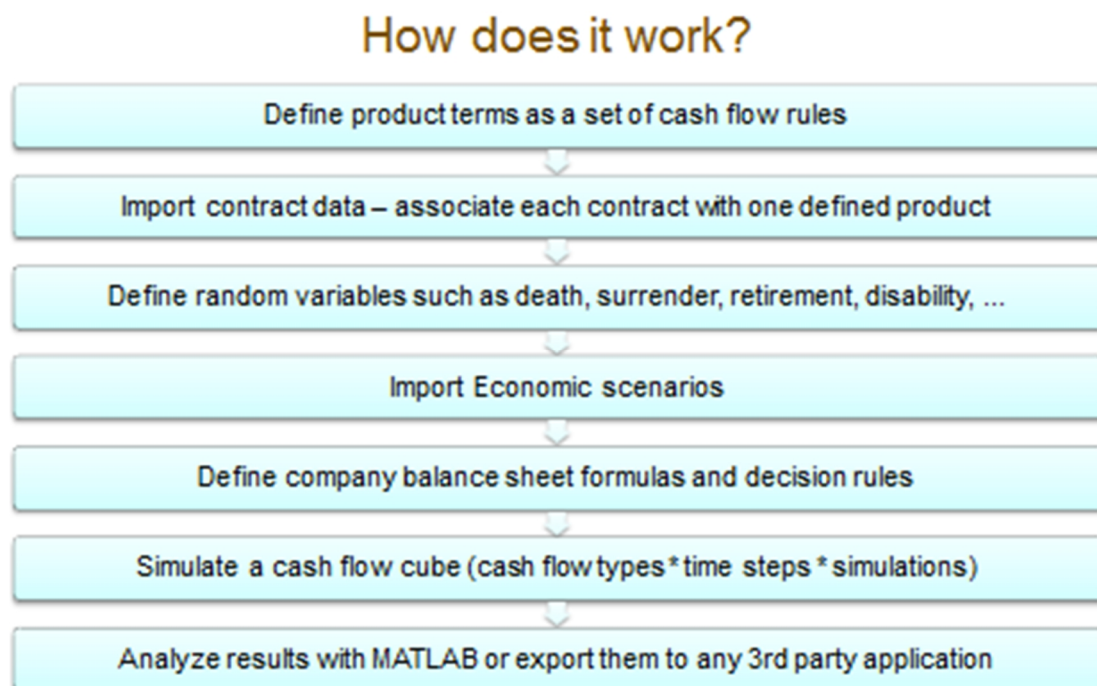 How does it work?
Define product terms as a set of cash flow rules
Import contract data – associate each contract with one defined product
Define random variables such as death, surrender, retirement, disability, ...
Import Economic scenarios
Define company balance sheet formulas and decision rules
Simulate a cash flow cube (cash flow types * time steps * simulations)
Analyze results with MATLAB or export them to any 3rd party application